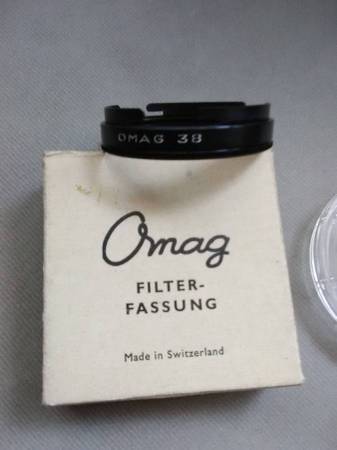 OMAG 38
Omag
FILTER-
FASSUNG
Made in Switzerland